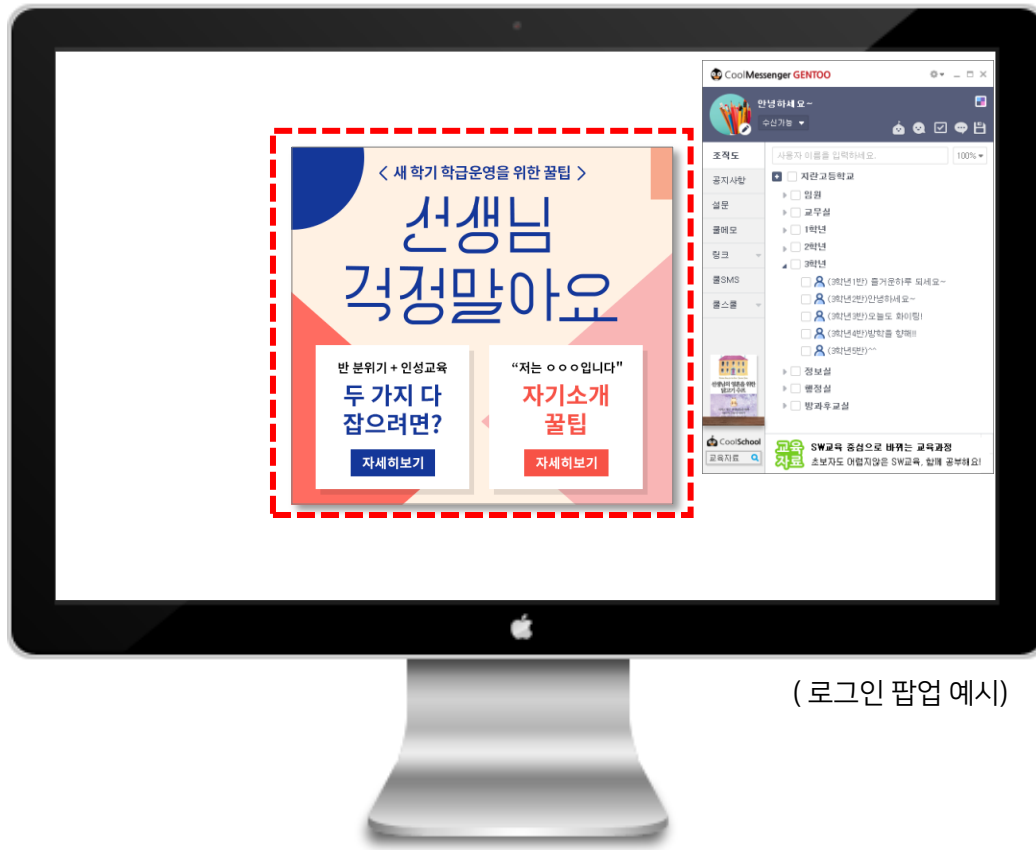 < 새 학기 학급운영을 위한 꿀팁 >
선생님
걱정말아요
반 분위기 + 인성교육
두 가지 다
잡으려면?
자세히보기
“저는 ㅇㅇㅇ입니다"
자기소개
꿀팁
자세히보기
CoolMessenger GENTOO
안녕하세요~
수신가능
조직도
공지사항
설문
쿨메모
링크
쿨SMS
쿨스쿨
사용자 이름을 입력하세요.
100%
지란고등학교
임원
교무실
1학년
2학년
3학년
(3학년1반) 즐거운하루 되세요~
(3학년2반)안녕하세요~
(3학년3반)오늘도 화이팅!
(3학년4반)방학을 향해!!
(3학년5반)^^
정보실
행정실
방과후교실
CoolSchool
교육자료
교육
자료
SW교육 중심으로 바뀌는 교육과정
초보자도 어렵지않은 SW교육, 함께 공부해요!
( 로그인 팝업 예시)